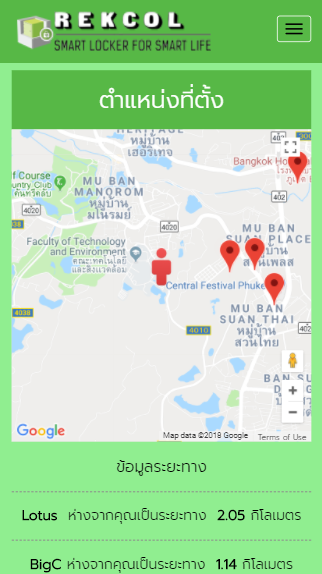 REKCOL
SMART LOCKER FOR SMART LIFE
ตำแหน่งที่ตั้ง
HERITAGE
หมู่บ้าน
เฮอริเทจ
Bangkok Hos
โรงพ
ภูเก็ต
f Course
untry Club
คันทรีคลับ
MU BAN
MANOROM
หมู่บ้าน
มโนรมย์
4020
4020
4020
Faculty of Technology
and Environment
คณะเทคโนโลยี
และสิ่งแวดล้อม
MU BAN
SUAN PLACE
หมู่บ้าน
สวนเพลส
Central Festival Phuke
MU BAN
SUAN THAI
หมู่บ้าน
สวนไทย
4038
4010
4038
BAN SU
Google
Map data ©2018 Google
Terms of Use
ข้อมูลระยะทาง
Lotus ห่างจากคุณเป็นระยะทาง 2.05 กิโลเมตร
BigC ห่างจากคุณเป็นระยะทาง 1.14 กิโลเมตร